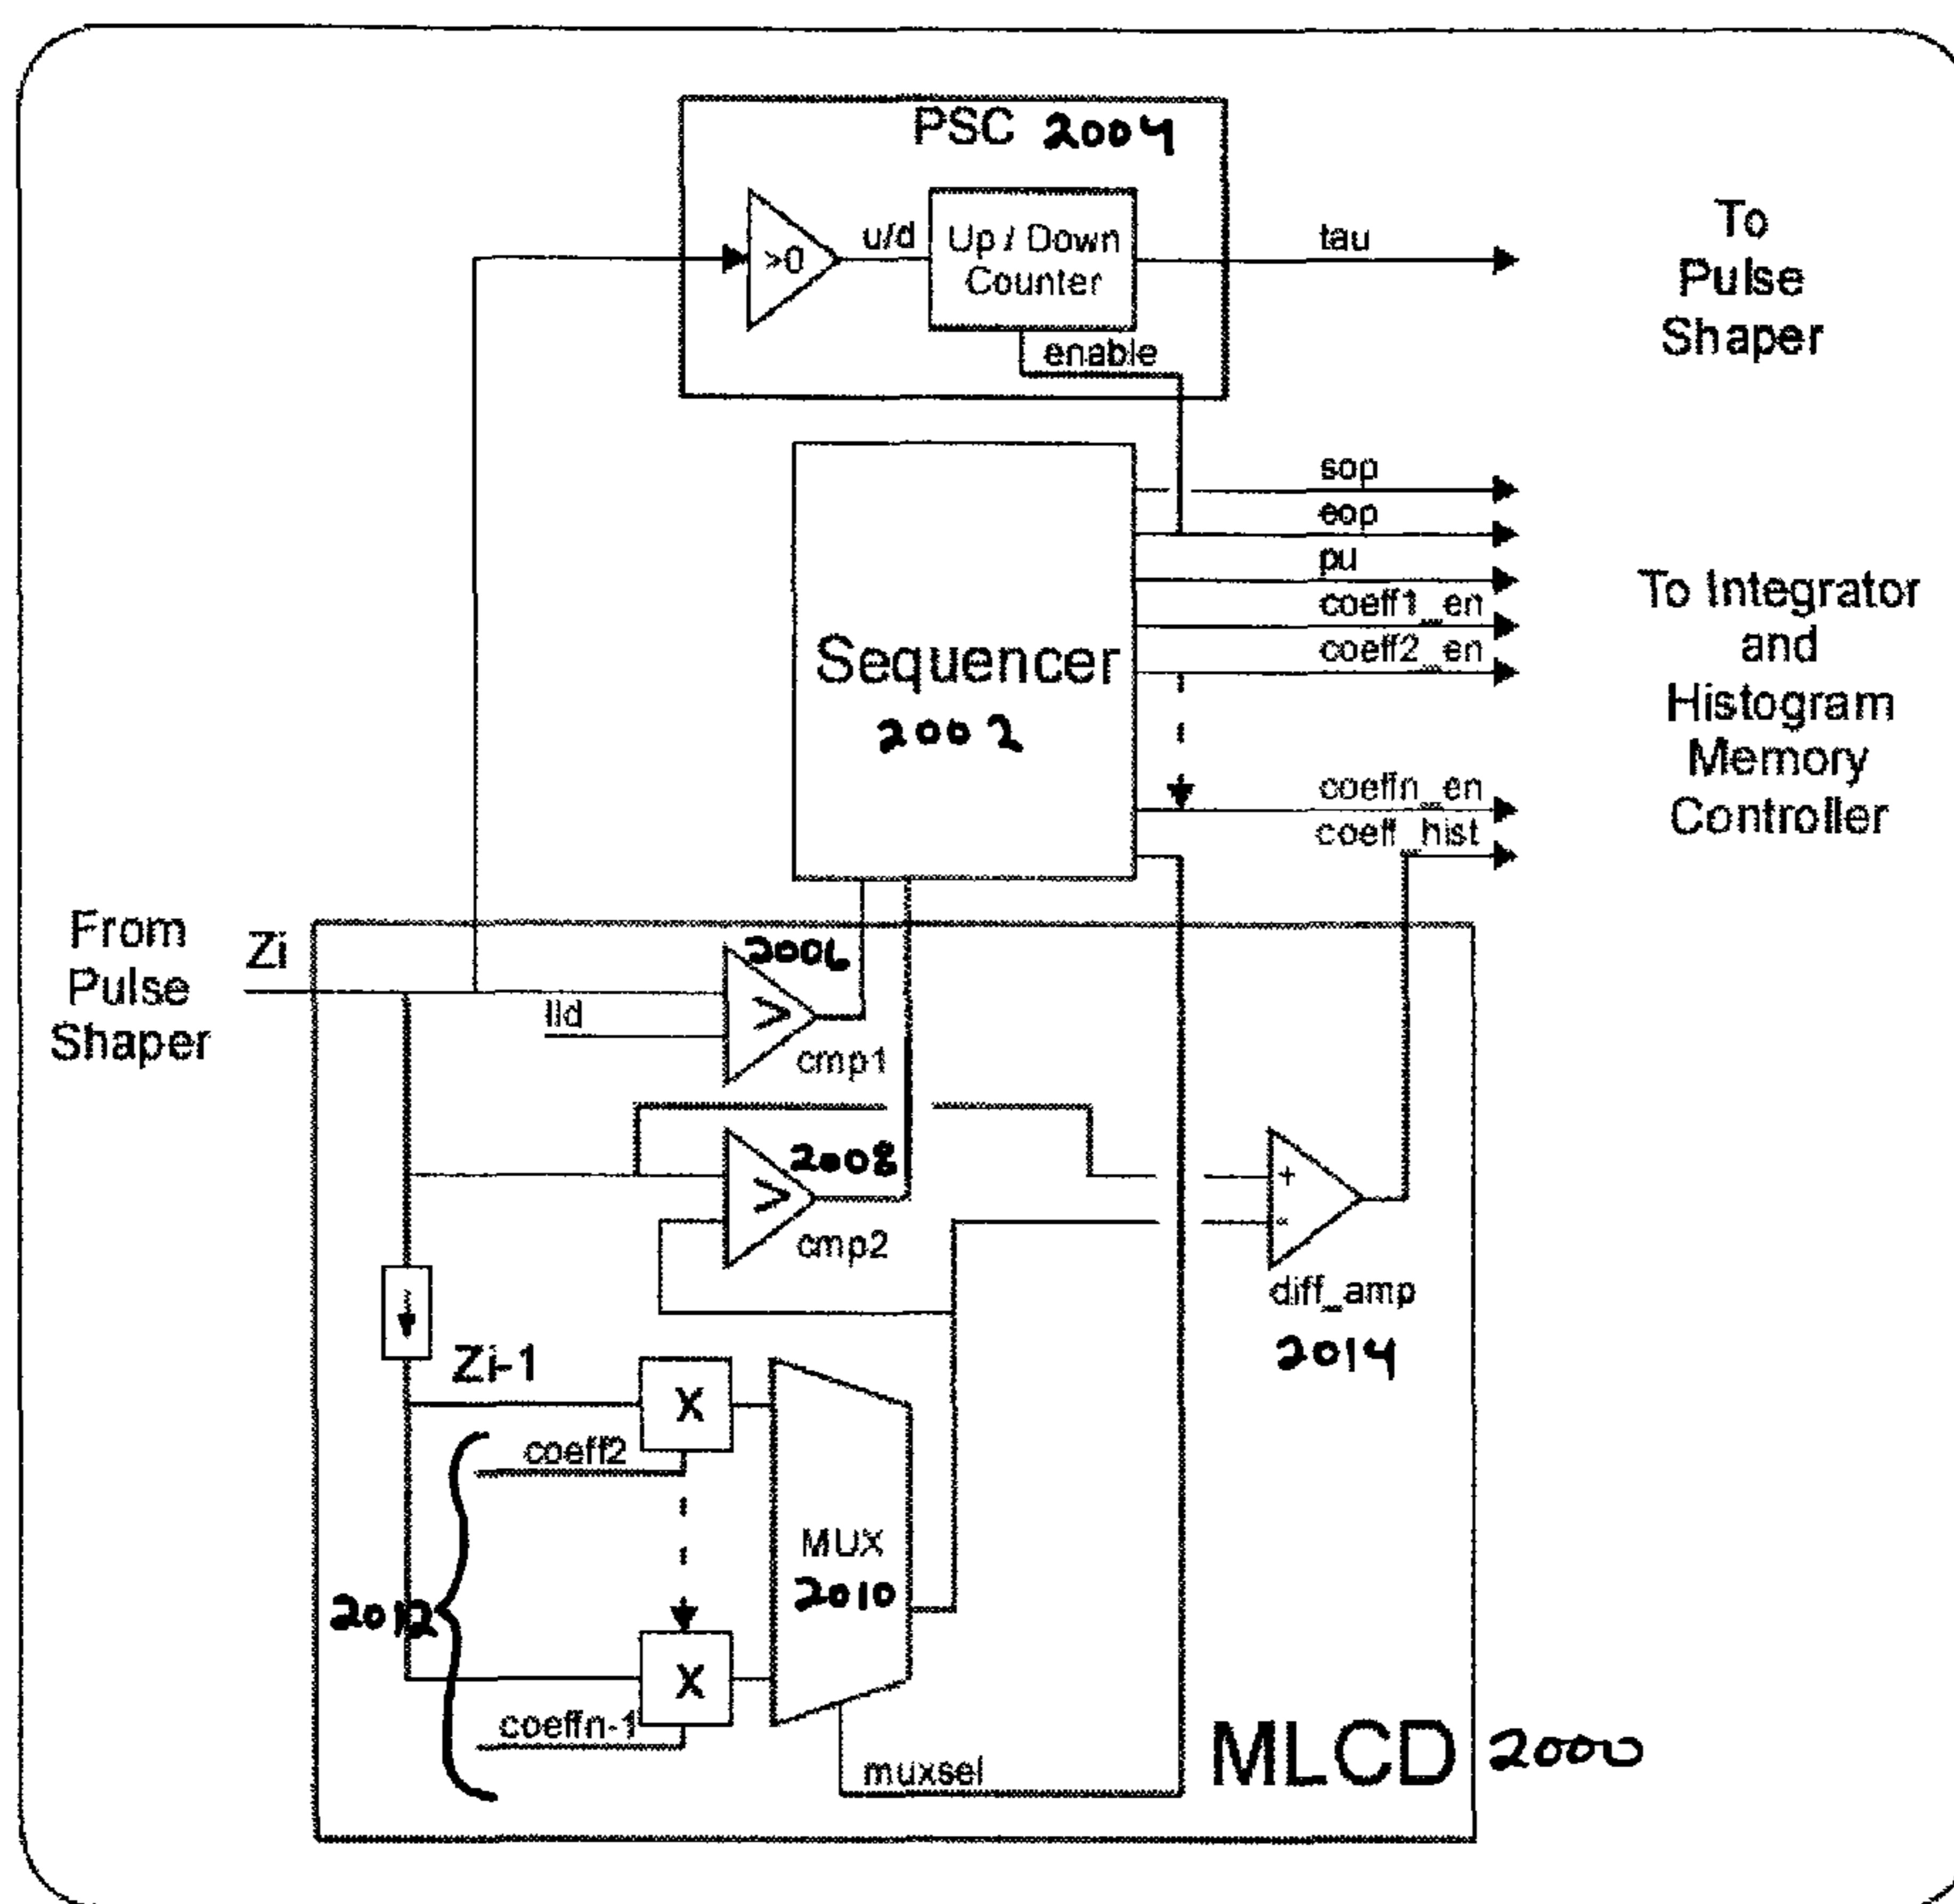 PSC 2004
>0
u/d
Up / Down
Counter
enable
tau
To
Pulse
Shaper
Sequencer
2002
sop
eop
pu
coeff1_en
coeff2_en
coeffn_en
coeff_hist
To Integrator
and
Histogram
Memory
Controller
From
Pulse
Shaper
Zi
lld
2006
>
cmp1
2008
>
cmp2
+
-
diff_amp
2014
Zi-1
X
coeff2
MUX
2010
2012
X
coeffn-1
muxsel
MLCD 2000